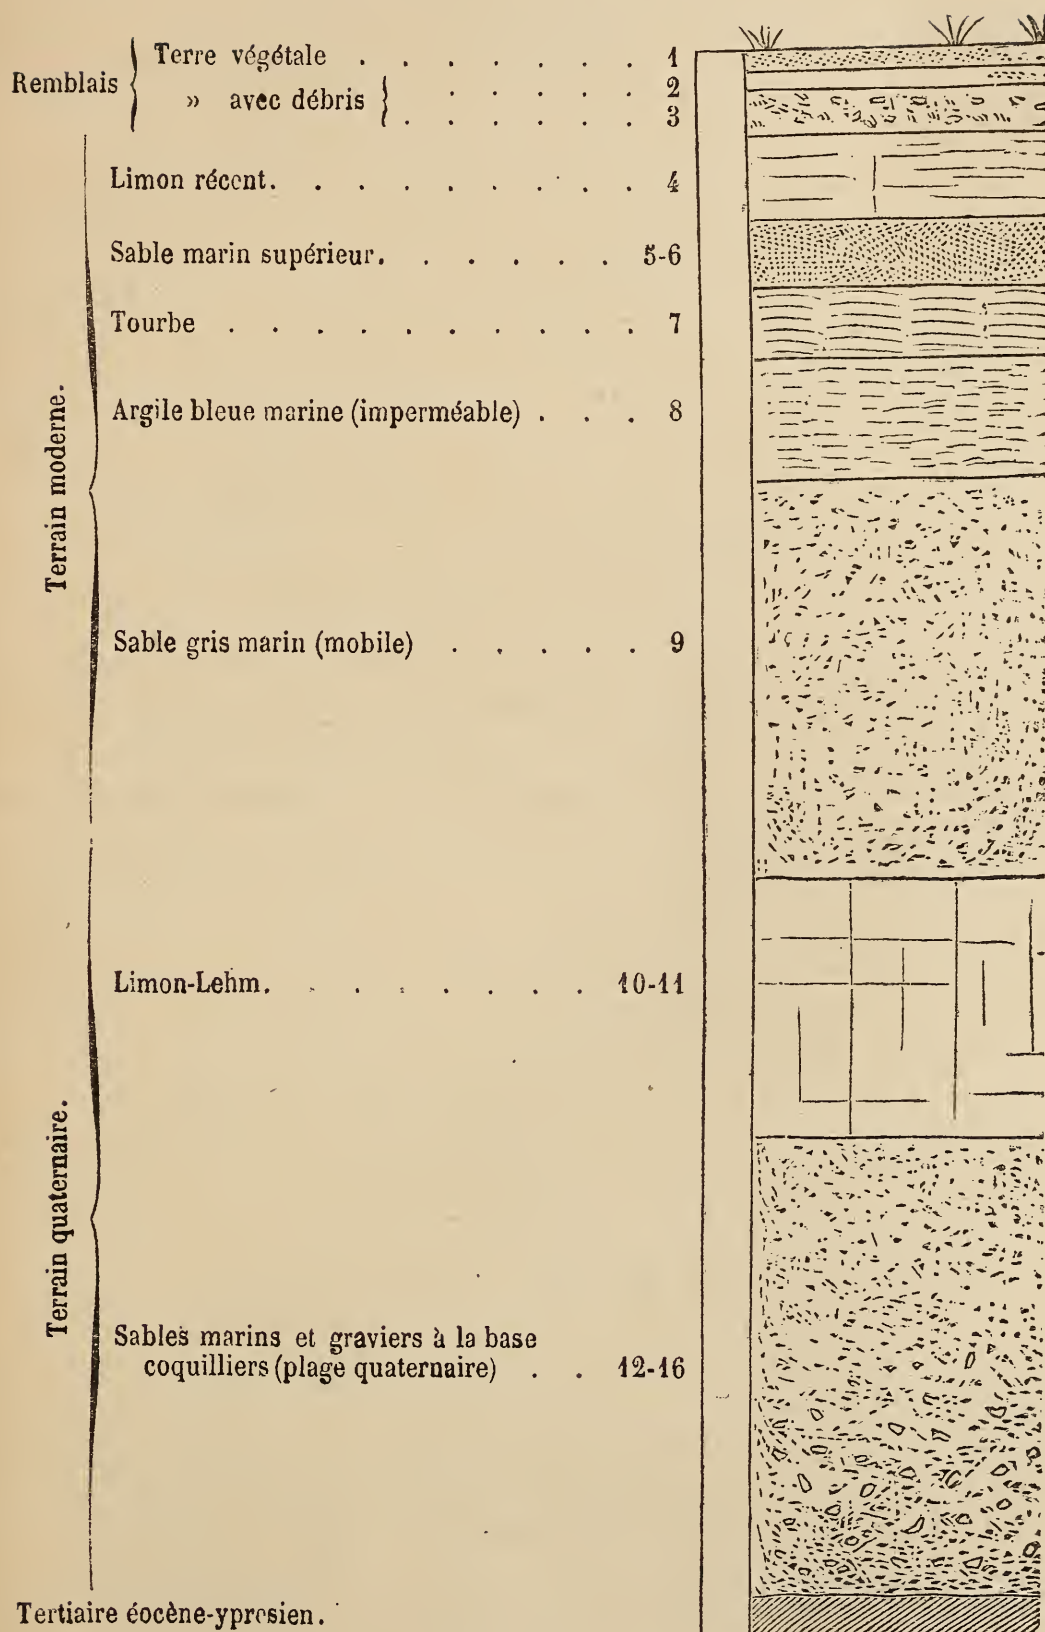 Remblais
Terre végétale . . . . . . . 1
» avec débris . . . . . 2
. . . . . . 3
Terrain moderne.
Limon récent. . . . . . . . . 4
Sable marin supérieur. . . . . . 5-6
Tourbe . . . . . . . . . . 7
Argile bleue marine (imperméable) . . . 8
Sable gris marin (mobile) . . . . . 9
Terrain quaternaire.
Limon-Lehm. . . . . . . . 10-11
Sables marins et graviers à la base
coquilliers (plage quaternaire) . . 12-16
Tertiaire éocène-ypresien.